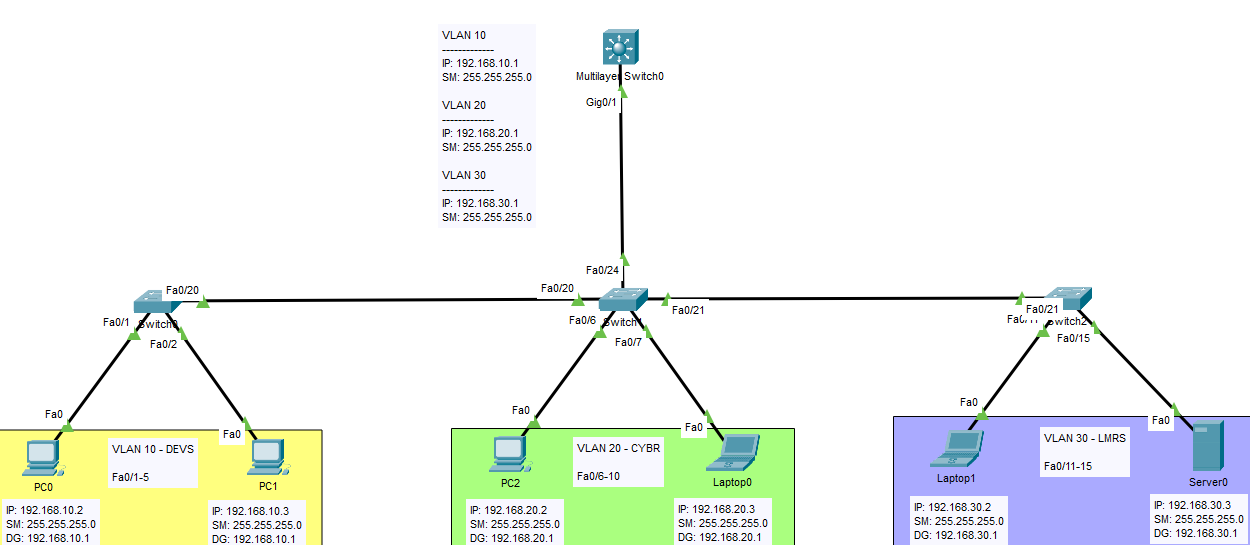 VLAN 10
-------------
IP: 192.168.10.1
SM: 255.255.255.0
VLAN 20
-------------
IP: 192.168.20.1
SM: 255.255.255.0
VLAN 30
-------------
IP: 192.168.30.1
SM: 255.255.255.0
Multilayer Switch0
Gig0/1
Fa0/24
Fa0/20
Fa0/20
Fa0/21
Fa0/21
Fa0/1
Switch0
Fa0/2
Fa0/6
Switch1
Fa0/7
Switch2
Fa0/15
Fa0
Fa0
Fa0
Fa0
Fa0
Fa0
VLAN 10 - DEVS
Fa0/1-5
PC0
PC1
IP: 192.168.10.2
SM: 255.255.255.0
DG: 192.168.10.1
IP: 192.168.10.3
SM: 255.255.255.0
DG: 192.168.10.1
VLAN 20 - CYBR
Fa0/6-10
PC2
Laptop0
IP: 192.168.20.2
SM: 255.255.255.0
DG: 192.168.20.1
IP: 192.168.20.3
SM: 255.255.255.0
DG: 192.168.20.1
VLAN 30 - LMRS
Fa0/11-15
Laptop1
Server0
IP: 192.168.30.2
SM: 255.255.255.0
DG: 192.168.30.1
IP: 192.168.30.3
SM: 255.255.255.0
DG: 192.168.30.1